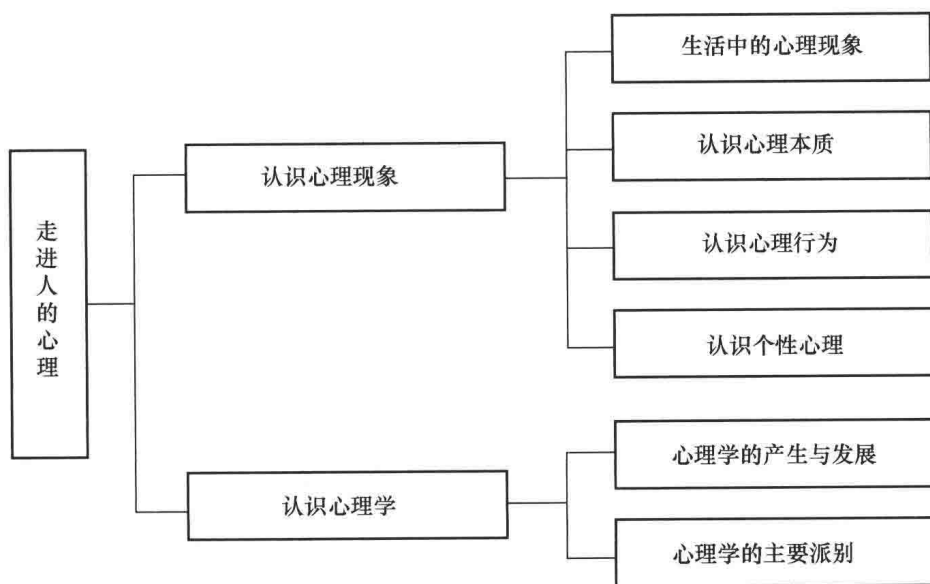 走进人的心理
认识心理现象
生活中的心理现象
认识心理本质
认识心理行为
认识个性心理
认识心理学
心理学的产生与发展
心理学的主要派别